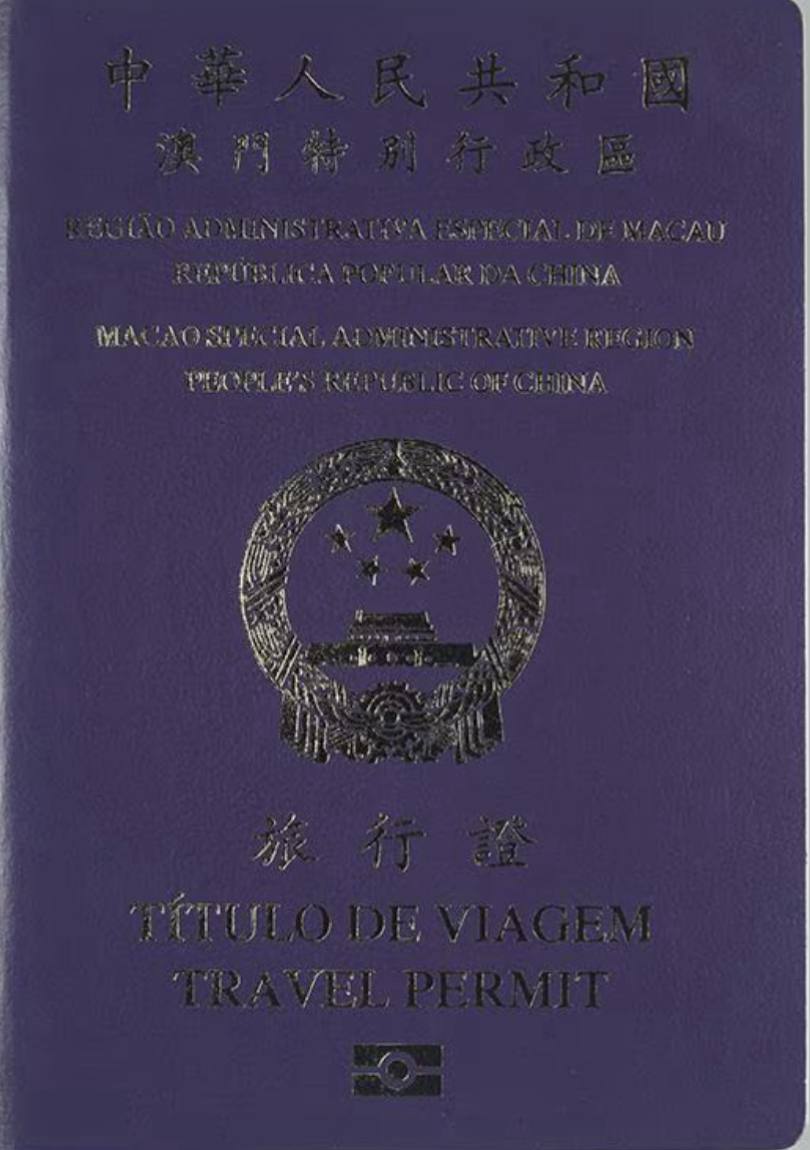 中華人民共和國
澳門特別行政區
REGIÃO ADMINISTRATIVA ESPECIAL DE MACAU
REPÚBLICA POPULAR DA CHINA
MACAO SPECIAL ADMINISTRATIVE REGION
PEOPLE'S REPUBLIC OF CHINA
旅行證
TÍTULO DE VIAGEM
TRAVEL PERMIT